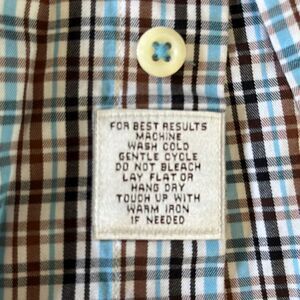 FOR BEST RESULTS
MACHINE
WASH COLD
GENTLE CYCLE
DO NOT BLEACH
LAY FLAT OR
HAND DRY
TOUCH UP WITH
WARM IRON
IF NEEDED